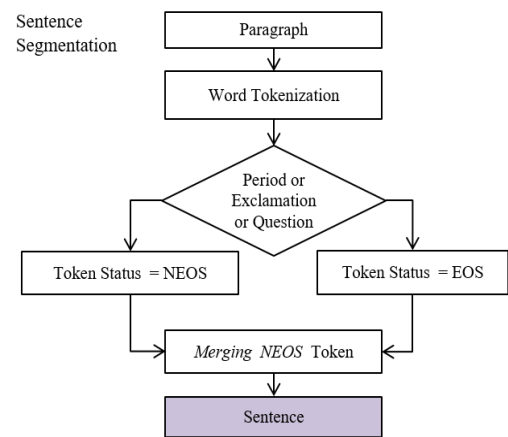 Sentence
Segmentation
Paragraph
Word Tokenization
Period or
Exclamation
or Question
Token Status = NEOS
Token Status = EOS
Merging NEOS Token
Sentence